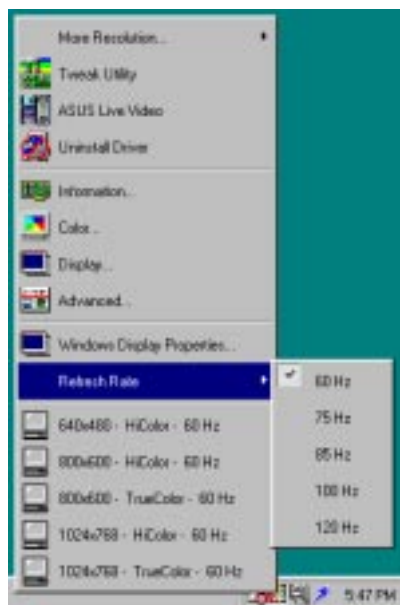 More Resolution...
Tweak Utility
ASUS Live Video
Uninstall Driver
Information...
Color...
Display...
Advanced...
Windows Display Properties...
Refresh Rate
60 Hz
75 Hz
85 Hz
100 Hz
120 Hz
640x480 - HiColor - 60 Hz
800x600 - HiColor - 60 Hz
800x600 - TrueColor - 60 Hz
1024x768 - HiColor - 60 Hz
1024x768 - TrueColor - 60 Hz
5:47 PM